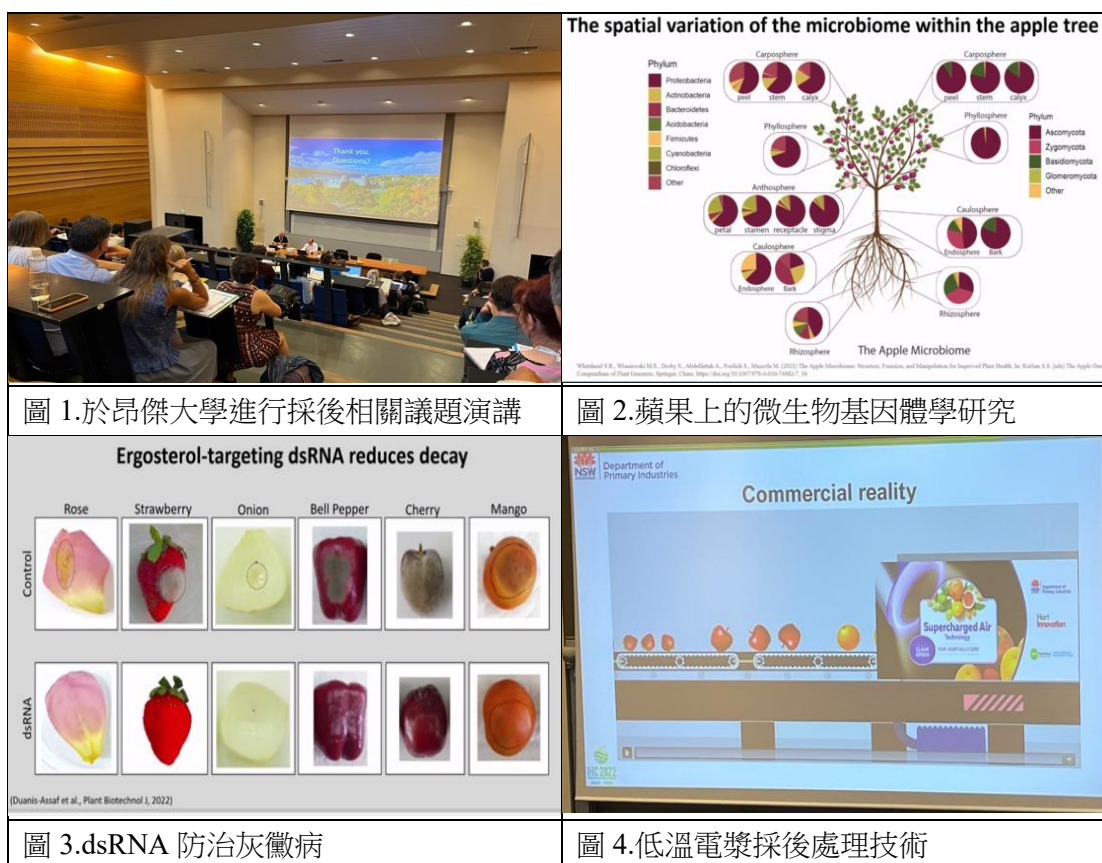 Thank you.
Questions?
圖 1.於昂傑大學進行採後相關議題演講
The spatial variation of the microbiome within the apple tree
Phylum
Proteobacteria
Actinobacteria
Bacteroidetes
Acidobacteria
Firmicutes
Cyanobacteria
Chloroflexi
Other
Carposphere
peel stem calyx
Carposphere
peel stem calyx
Phyllosphere
Phyllosphere
Phylum
Ascomycota
Zygomycota
Basidiomycota
Glomeromycota
Other
Anthosphere
petal stamen receptacle stigma
Caulosphere
Endosphere Bark
Caulosphere
Endosphere Bark
Rhizosphere
Rhizosphere
The Apple Microbiome
圖 2.蘋果上的微生物基因體學研究
Ergosterol-targeting dsRNA reduces decay
Rose Strawberry Onion Bell Pepper Cherry Mango
Control
dsRNA
(Duanis-Assaf et al., Plant Biotechnol J, 2022)
圖 3.dsRNA 防治灰黴病
NSW
Department of
Primary Industries
Commercial reality
Supercharged Air
Technology
FOR HORTICULTURE
Hort
Innovation
IHC 2022
圖 4.低溫電漿採後處理技術